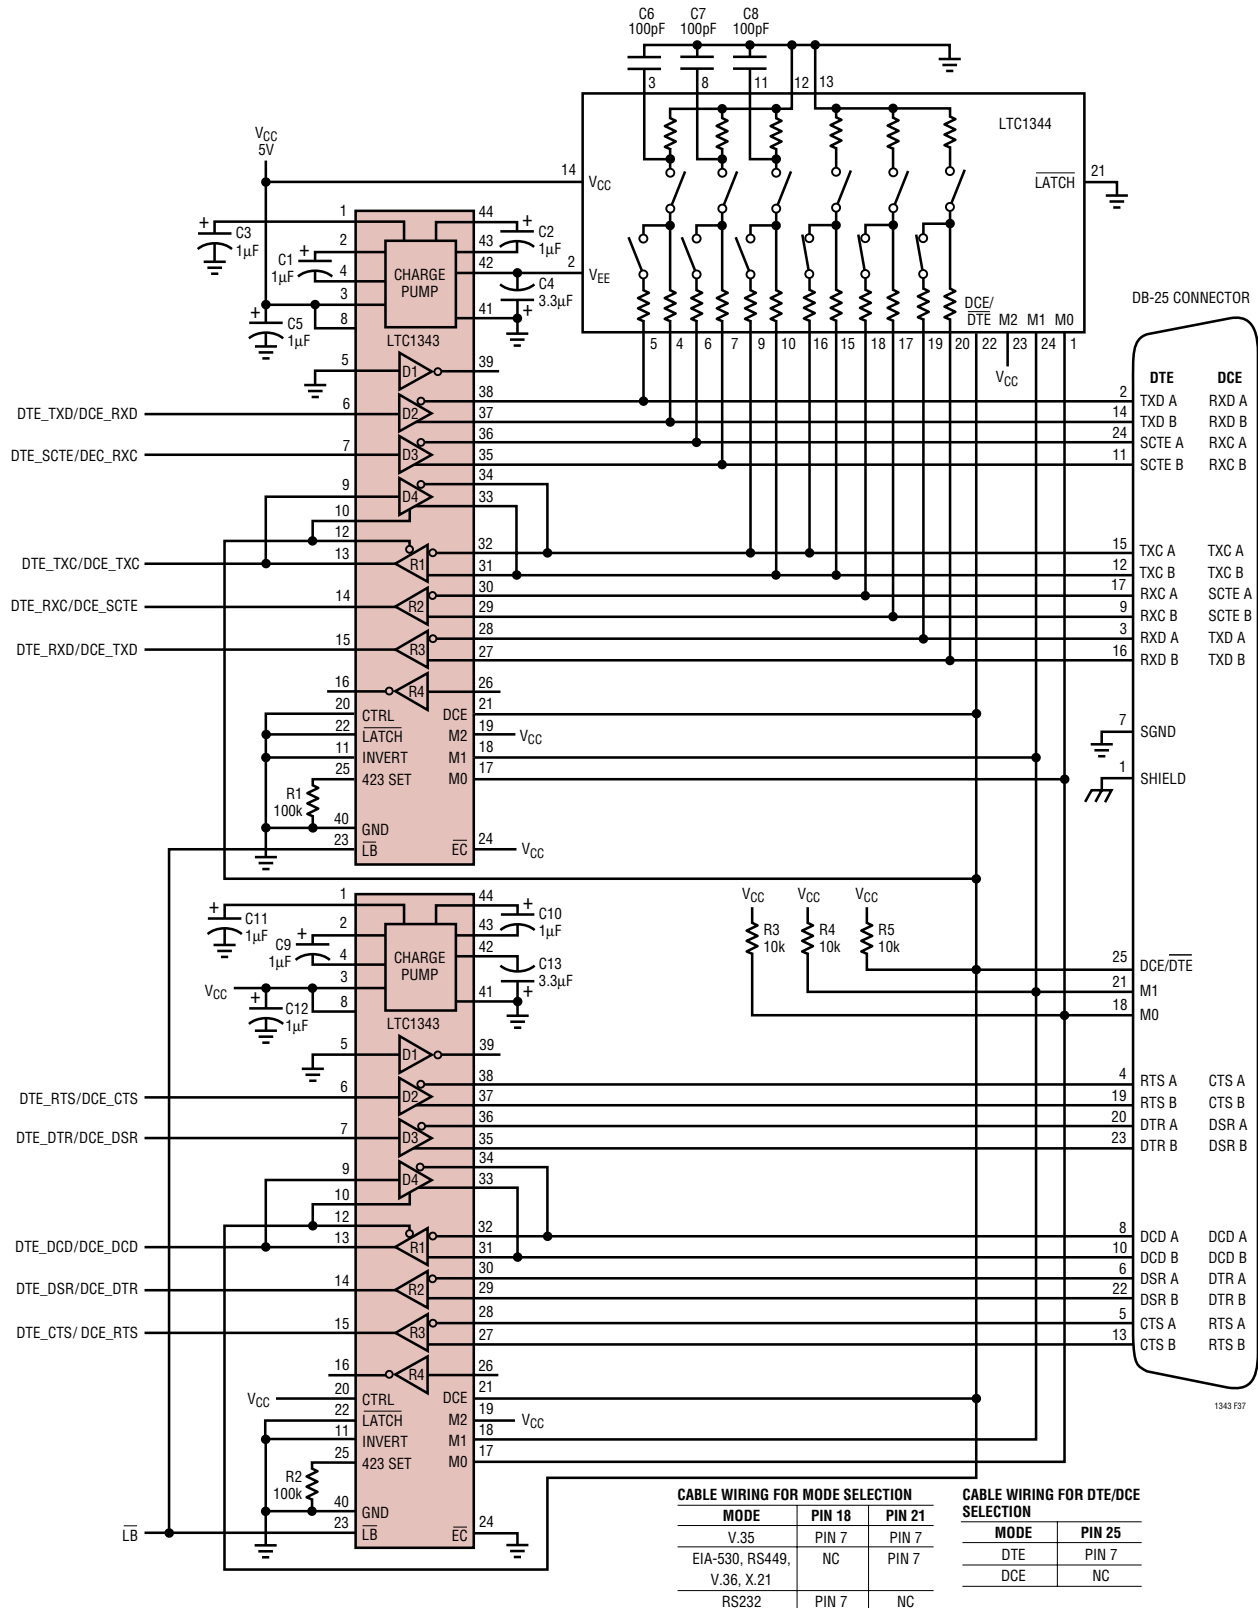 C6
100pF
C7
100pF
C8
100pF
3
8
11
12
13
LTC1344
VCC
5V
14
VCC
LATCH
21
1
44
C3
1µF
2
43
C2
1µF
C1
1µF
4
42
2
VEE
CHARGE
PUMP
C4
3.3µF
3
41
C5
1µF
8
LTC1343
DCE/
DTE
M2
M1
M0
5
4
6
7
9
10
16
15
18
17
19
20
22
23
24
1
VCC
DB-25 CONNECTOR
DTE
DCE
5
D1
39
DTE_TXD/DCE_RXD
6
D2
38
37
2
TXD A
RXD A
14
TXD B
RXD B
DTE_SCTE/DEC_RXC
7
D3
36
35
24
SCTE A
RXC A
11
SCTE B
RXC B
9
D4
34
33
10
12
DTE_TXC/DCE_TXC
13
R1
32
31
15
TXC A
TXC A
12
TXC B
TXC B
DTE_RXC/DCE_SCTE
14
R2
30
29
17
RXC A
SCTE A
9
RXC B
SCTE B
DTE_RXD/DCE_TXD
15
R3
28
27
3
RXD A
TXD A
16
RXD B
TXD B
16
R4
26
20
CTRL
DCE
21
22
LATCH
M2
19
VCC
11
INVERT
M1
18
25
423 SET
M0
17
R1
100k
40
GND
23
LB
EC
24
VCC
7
SGND
1
SHIELD
1
44
C11
1µF
2
43
C10
1µF
C9
1µF
4
42
CHARGE
PUMP
C13
3.3µF
VCC
3
41
C12
1µF
8
LTC1343
VCC
VCC
VCC
R3
10k
R4
10k
R5
10k
25
DCE/DTE
21
M1
18
M0
5
D1
39
DTE_RTS/DCE_CTS
6
D2
38
37
4
RTS A
CTS A
19
RTS B
CTS B
DTE_DTR/DCE_DSR
7
D3
36
35
20
DTR A
DSR A
23
DTR B
DSR B
9
D4
34
33
10
12
DTE_DCD/DCE_DCD
13
R1
32
31
8
DCD A
DCD A
10
DCD B
DCD B
DTE_DSR/DCE_DTR
14
R2
30
29
6
DSR A
DTR A
22
DSR B
DTR B
DTE_CTS/ DCE_RTS
15
R3
28
27
5
CTS A
RTS A
13
CTS B
RTS B
16
R4
26
VCC
20
CTRL
DCE
21
22
LATCH
M2
19
VCC
11
INVERT
M1
18
25
423 SET
M0
17
R2
100k
40
GND
LB
23
LB
EC
24
1343 F37
CABLE WIRING FOR MODE SELECTION
MODE PIN 18 PIN 21
V.35 PIN 7 PIN 7
EIA-530, RS449, NC PIN 7
V.36, X.21
RS232 PIN 7 NC
CABLE WIRING FOR DTE/DCE
SELECTION
MODE PIN 25
DTE PIN 7
DCE NC